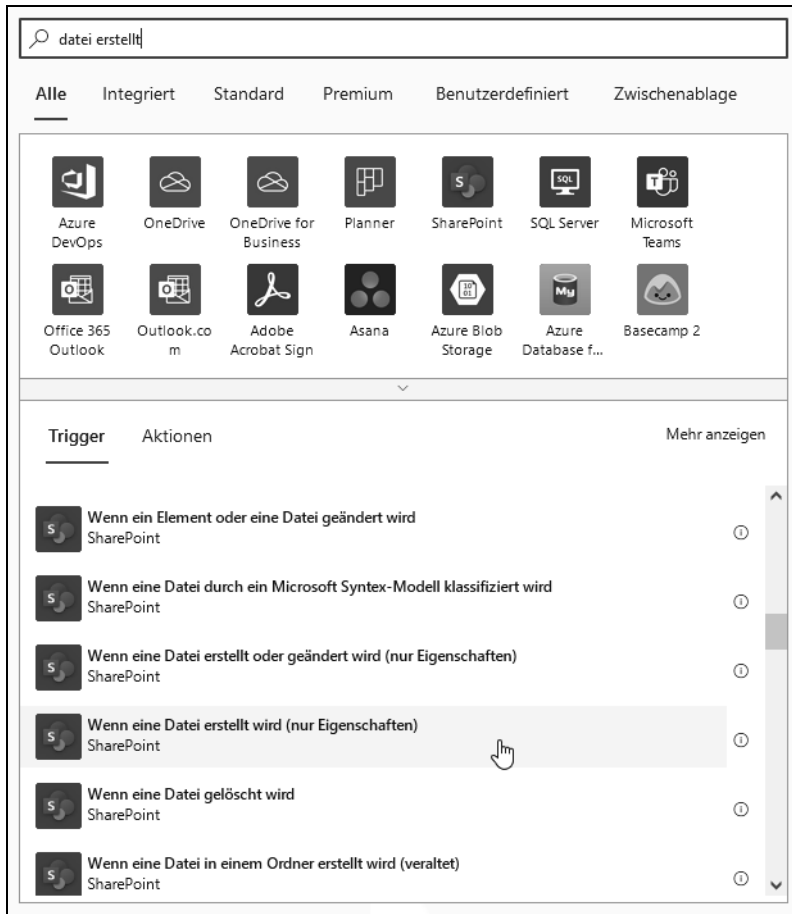 datei erstellt
Alle Integriert Standard Premium Benutzerdefiniert Zwischenablage
Azure DevOps
OneDrive
OneDrive for Business
Planner
SharePoint
SQL Server
Microsoft Teams
Office 365 Outlook
Outlook.com
Adobe Acrobat Sign
Asana
Azure Blob Storage
Azure Database f...
Basecamp 2
Trigger Aktionen Mehr anzeigen
Wenn ein Element oder eine Datei geändert wird
SharePoint
Wenn eine Datei durch ein Microsoft Syntex-Modell klassifiziert wird
SharePoint
Wenn eine Datei erstellt oder geändert wird (nur Eigenschaften)
SharePoint
Wenn eine Datei erstellt wird (nur Eigenschaften)
SharePoint
Wenn eine Datei gelöscht wird
SharePoint
Wenn eine Datei in einem Ordner erstellt wird (veraltet)
SharePoint